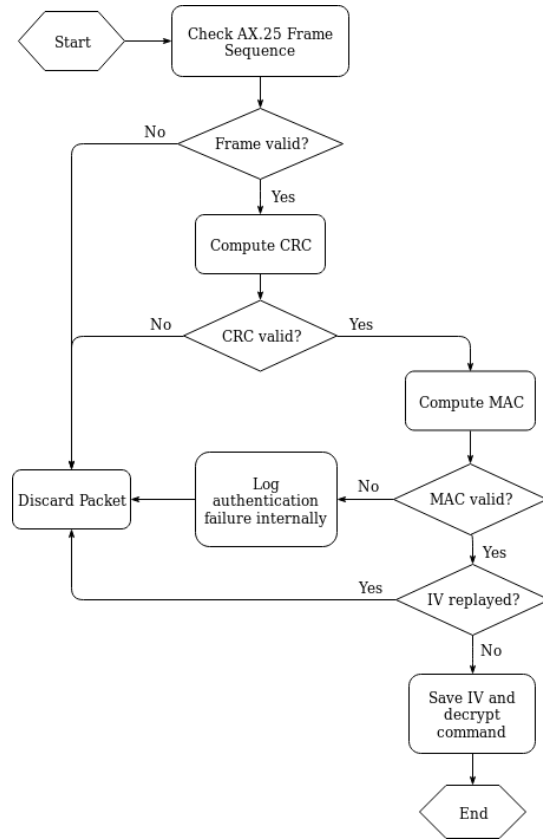 Start
Check AX.25 Frame
Sequence
No
Frame valid?
Yes
Compute CRC
No
CRC valid?
Yes
Compute MAC
Discard Packet
Log
authentication
failure internally
No
MAC valid?
Yes
Yes
IV replayed?
No
Save IV and
decrypt
command
End